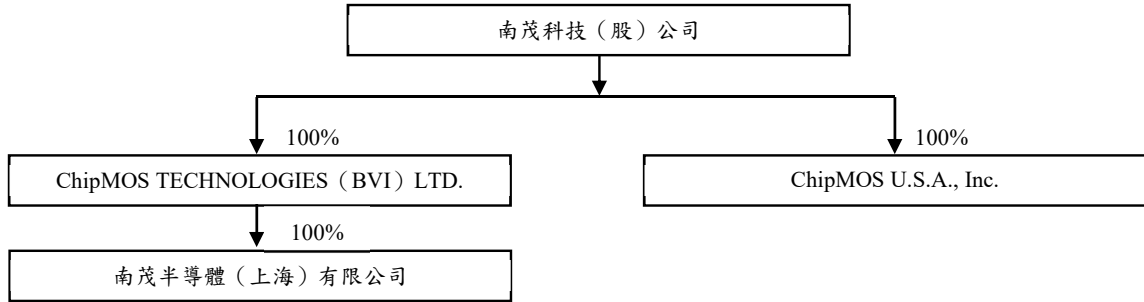 南茂科技（股）公司
100%
100%
ChipMOS TECHNOLOGIES（BVI）LTD.
ChipMOS U.S.A., Inc.
100%
南茂半導體（上海）有限公司